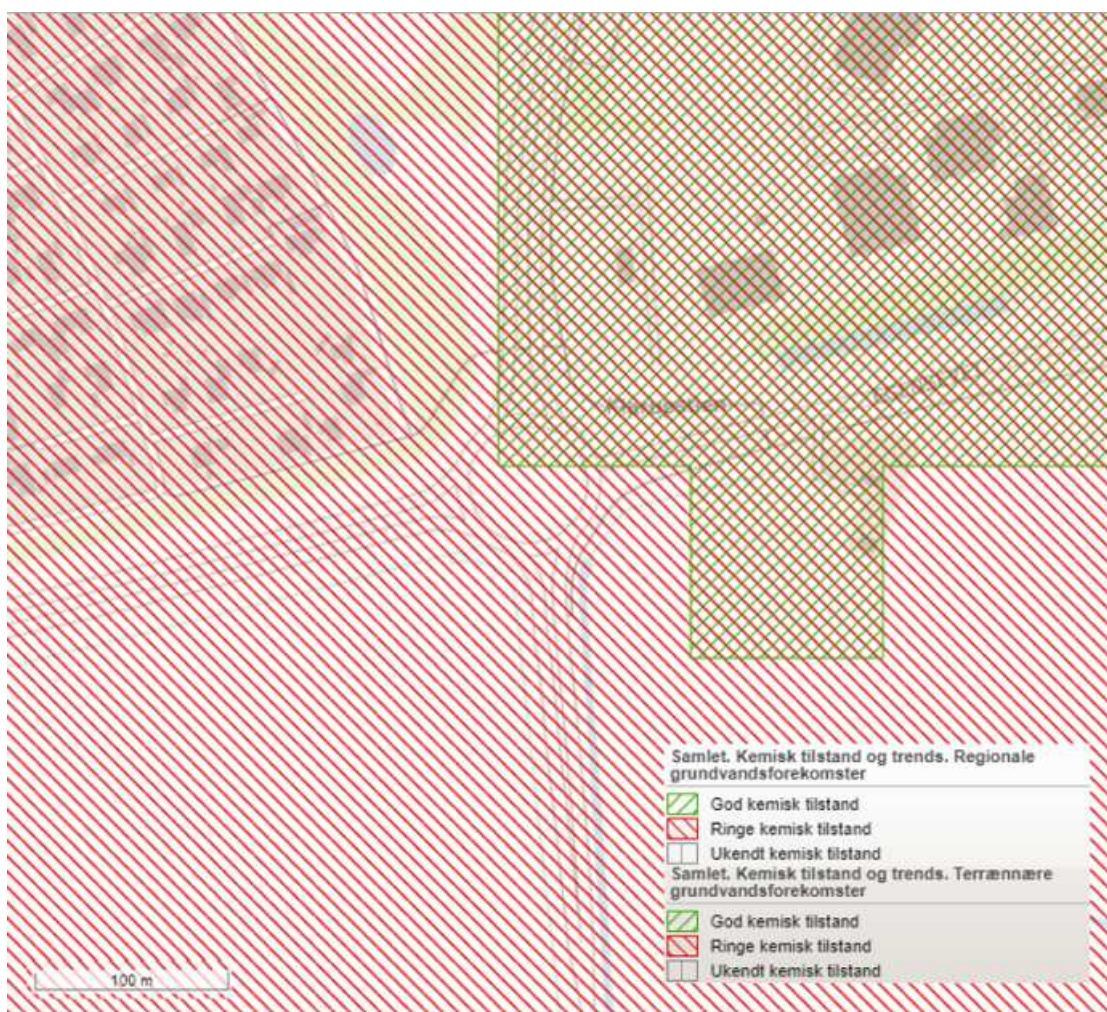 Samlet. Kemisk tilstand og trends. Regionale
grundvandsforekomster
God kemisk tilstand
Ringe kemisk tilstand
Ukendt kemisk tilstand
Samlet. Kemisk tilstand og trends. Terrænnære
grundvandsforekomster
God kemisk tilstand
Ringe kemisk tilstand
Ukendt kemisk tilstand
100 m